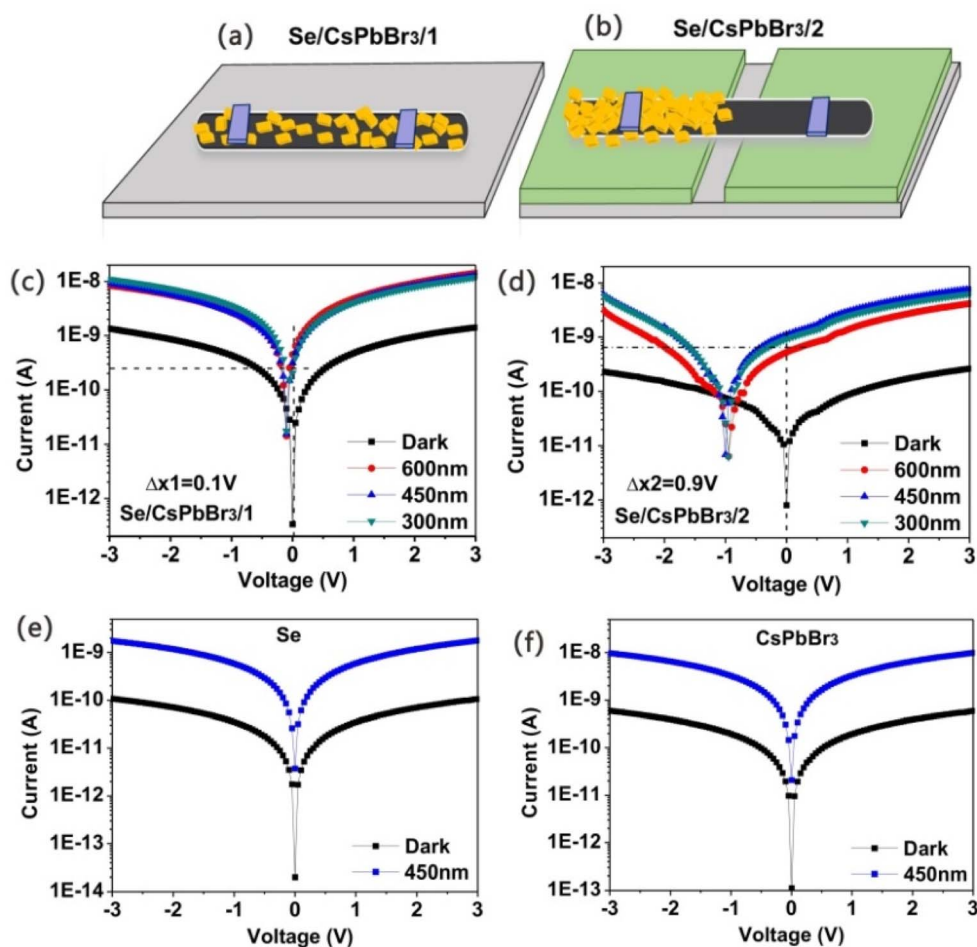 (a) Se/CsPbBr₃/1
(b) Se/CsPbBr₃/2
(c)
1E-8
1E-9
1E-10
1E-11
1E-12
Current (A)
Dark
600nm
450nm
300nm
Δx1=0.1V
Se/CsPbBr₃/1
-3 -2 -1 0 1 2 3
Voltage (V)
(d)
1E-8
1E-9
1E-10
1E-11
1E-12
Current (A)
Dark
600nm
450nm
300nm
Δx2=0.9V
Se/CsPbBr₃/2
-3 -2 -1 0 1 2 3
Voltage (V)
(e)
Se
1E-9
1E-10
1E-11
1E-12
1E-13
1E-14
Current (A)
Dark
450nm
-3 -2 -1 0 1 2 3
Voltage (V)
(f)
CsPbBr₃
1E-8
1E-9
1E-10
1E-11
1E-12
1E-13
Current (A)
Dark
450nm
-3 -2 -1 0 1 2 3
Voltage (V)